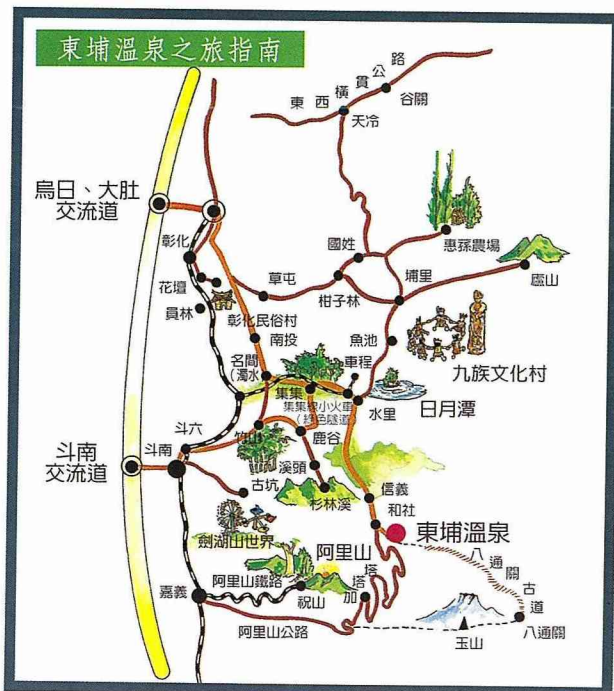 東埔溫泉之旅指南
東西橫貫公路
谷關
天冷
烏日、大肚
交流道
彰化
國姓
惠蓀農場
廬山
花壇
草屯
柑子林
埔里
員林
彰化民俗村
南投
魚池
九族文化村
名間
(濁水
車程
集集
集集線小火車
(綠色隧道)
水里
日月潭
斗六
竹山
鹿谷
斗南
交流道
斗南
溪頭
古坑
杉林溪
信義
和社
東埔溫泉
劍湖山世界
阿里山
八通關古道
塔塔加
阿里山鐵路
祝山
嘉義
阿里山公路
玉山
八通關